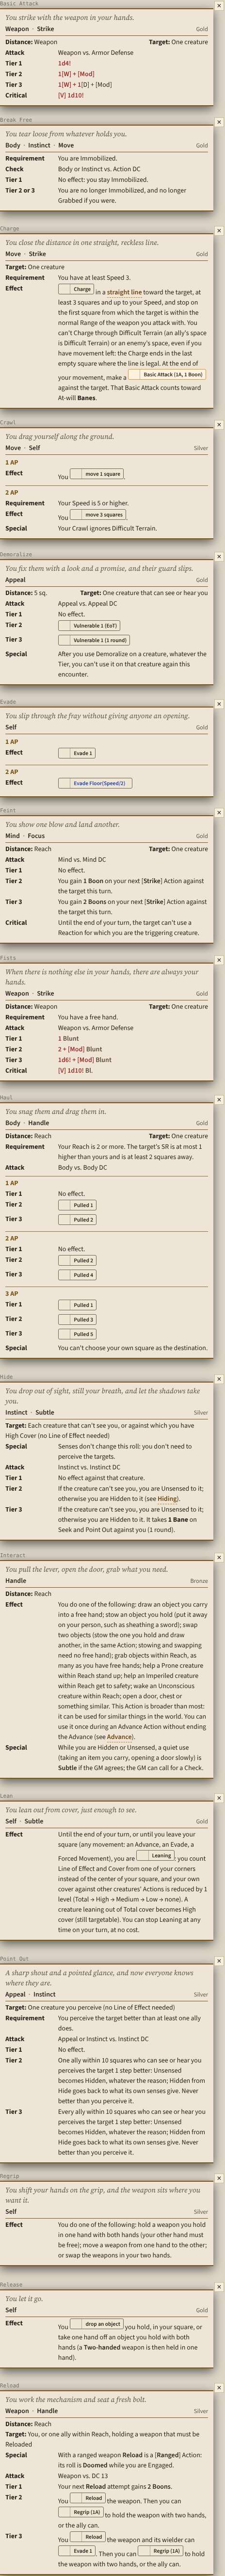 Basic Attack
You strike with the weapon in your hands.
Weapon · Strike Gold
Distance: Weapon Target: One creature
Attack Weapon vs. Armor Defense
Tier 1 1d4!
Tier 2 1[W] + [Mod]
Tier 3 1[W] + 1[D] + [Mod]
Critical [V] 1d10!
Break Free
You tear loose from whatever holds you.
Body · Instinct · Move Gold
Requirement You are Immobilized.
Check Body or Instinct vs. Action DC
Tier 1 No effect: you stay Immobilized.
Tier 2 or 3 You are no longer Immobilized, and no longer
Grabbed if you were.
Charge
You close the distance in one straight, reckless line.
Move · Strike Gold
Target: One creature
Requirement You have at least Speed 3.
Effect Charge in a straight line toward the target, at
least 3 squares and up to your Speed, and stop on
the first square from which the target is within the
normal Range of the weapon you attack with. You
can't Charge through Difficult Terrain (an ally's space
is Difficult Terrain) or an enemy's space, even if you
have movement left: the Charge ends in the last
empty square where the line is legal. At the end of
your movement, make a Basic Attack (1A, 1 Boon)
against the target. That Basic Attack counts toward
At-will Banes.
Crawl
You drag yourself along the ground.
Move · Self Silver
1 AP
Effect You move 1 square
2 AP
Requirement Your Speed is 5 or higher.
Effect You move 3 squares
Special Your Crawl ignores Difficult Terrain.
Demoralize
You fix them with a look and a promise, and their guard slips.
Appeal Gold
Distance: 5 sq. Target: One creature that can see or hear you
Attack Appeal vs. Appeal DC
Tier 1 No effect.
Tier 2 Vulnerable 1 (EoT)
Tier 3 Vulnerable 1 (1 round)
Special After you use Demoralize on a creature, whatever the
Tier, you can't use it on that creature again this
encounter.
Evade
You slip through the fray without giving anyone an opening.
Self Gold
1 AP
Effect Evade 1
2 AP
Effect Evade Floor(Speed/2)
Feint
You show one blow and land another.
Mind · Focus Gold
Distance: Reach Target: One creature
Attack Mind vs. Mind DC
Tier 1 No effect.
Tier 2 You gain 1 Boon on your next [Strike] Action against
the target this turn.
Tier 3 You gain 2 Boons on your next [Strike] Action against
the target this turn.
Critical Until the end of your turn, the target can't use a
Reaction for which you are the triggering creature.
Fists
When there is nothing else in your hands, there are always your
hands.
Weapon · Strike Gold
Distance: Weapon Target: One creature
Requirement You have a free hand.
Attack Weapon vs. Armor Defense
Tier 1 1 Blunt
Tier 2 2 + [Mod] Blunt
Tier 3 1d6! + [Mod] Blunt
Critical [V] 1d10! Bl.
Haul
You snag them and drag them in.
Body · Handle Gold
Distance: Reach Target: One creature
Requirement Your Reach is 2 or more. The target's SR is at most 1
higher than yours and is at least 2 squares away.
Attack Body vs. Body DC
1 AP
Tier 1 No effect.
Tier 2 Pulled 1
Tier 3 Pulled 2
2 AP
Tier 1 No effect.
Tier 2 Pulled 2
Tier 3 Pulled 4
3 AP
Tier 1 Pulled 1
Tier 2 Pulled 3
Tier 3 Pulled 5
Special You can't choose your own square as the destination.
Hide
You drop out of sight, still your breath, and let the shadows take
you.
Instinct · Subtle Silver
Target: Each creature that can't see you, or against which you have
High Cover (no Line of Effect needed)
Special Senses don't change this roll: you don't need to
perceive the targets.
Attack Instinct vs. Instinct DC
Tier 1 No effect against that creature.
Tier 2 If the creature can't see you, you are Unsensed to it;
otherwise you are Hidden to it (see Hiding).
Tier 3 If the creature can't see you, you are Unsensed to it;
otherwise you are Hidden to it. It takes 1 Bane on
Seek and Point Out against you (1 round).
Interact
You pull the lever, open the door, grab what you need.
Handle Bronze
Distance: Reach
Effect You do one of the following: draw an object you carry
into a free hand; stow an object you hold (put it away
on your person, such as sheathing a sword); swap
two objects (stow the one you hold and draw
another, in the same Action; stowing and swapping
need no free hand); grab objects within Reach, as
many as you have free hands; help a Prone creature
within Reach stand up; help an Imperiled creature
within Reach get to safety; wake an Unconscious
creature within Reach; open a door, chest or
something similar. This Action is broader than most:
it can be used for similar things in the world. You can
use it once during an Advance Action without ending
the Advance (see Advance).
Special While you are Hidden or Unsensed, a quiet use
(taking an item you carry, opening a door slowly) is
Subtle if the GM agrees; the GM can call for a Check.
Lean
You lean out from cover, just enough to see.
Self · Subtle Gold
Effect Until the end of your turn, or until you leave your
square (any movement: an Advance, an Evade, a
Forced Movement), you are Leaning: you count
Line of Effect and Cover from one of your corners
instead of the center of your square, and your own
cover against other creatures' Actions is reduced by 1
level (Total → High → Medium → Low → none). A
creature leaning out of Total cover becomes High
cover (still targetable). You can stop Leaning at any
time on your turn, at no cost.
Point Out
A sharp shout and a pointed glance, and now everyone knows
where they are.
Appeal · Instinct Silver
Target: One creature you perceive (no Line of Effect needed)
Requirement You perceive the target better than at least one ally
does.
Attack Appeal or Instinct vs. Instinct DC
Tier 1 No effect.
Tier 2 One ally within 10 squares who can see or hear you
perceives the target 1 step better: Unsensed
becomes Hidden, whatever the reason; Hidden from
Hide goes back to what its own senses give. Never
better than you perceive it.
Tier 3 Every ally within 10 squares who can see or hear you
perceives the target 1 step better: Unsensed
becomes Hidden, whatever the reason; Hidden from
Hide goes back to what its own senses give. Never
better than you perceive it.
Regrip
You shift your hands on the grip, and the weapon sits where you
want it.
Self Silver
Effect You do one of the following: hold a weapon you hold
in one hand with both hands (your other hand must
be free); move a weapon from one hand to the other;
or swap the weapons in your two hands.
Release
You let it go.
Self Gold
Effect You drop an object you hold, in your square, or
take one hand off an object you hold with both
hands (a Two-handed weapon is then held in one
hand).
Reload
You work the mechanism and seat a fresh bolt.
Weapon · Handle Silver
Distance: Reach
Target: You, or one ally within Reach, holding a weapon that must be
Reloaded
Special With a ranged weapon Reload is a [Ranged] Action:
its roll is Doomed while you are Engaged.
Attack Weapon vs. DC 13
Tier 1 Your next Reload attempt gains 2 Boons.
Tier 2 You Reload the weapon. Then you can
Regrip (1A) to hold the weapon with two hands,
or the ally can.
Tier 3 You Reload the weapon and its wielder can
Evade 1. Then you can Regrip (1A) to hold
the weapon with two hands, or the ally can.